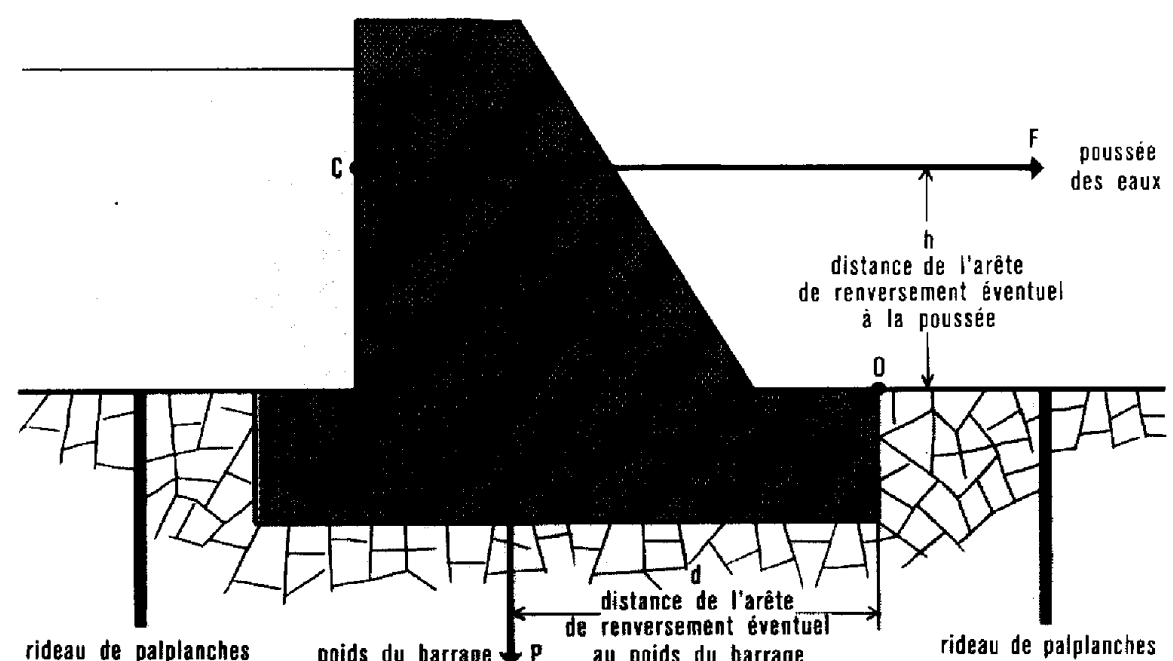 C
F
poussée
des eaux
h
distance de l'arête
de renversement éventuel
à la poussée
O
d
distance de l'arête
de renversement éventuel
au poids du barrage
rideau de palplanches
poids du barrage P
rideau de palplanches